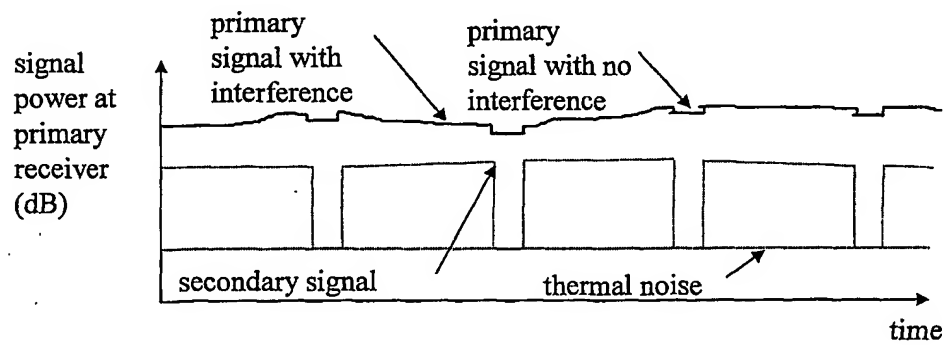 signal
power at
primary
receiver
(dB)
primary
signal with
interference
primary
signal with no
interference
secondary signal
thermal noise
time